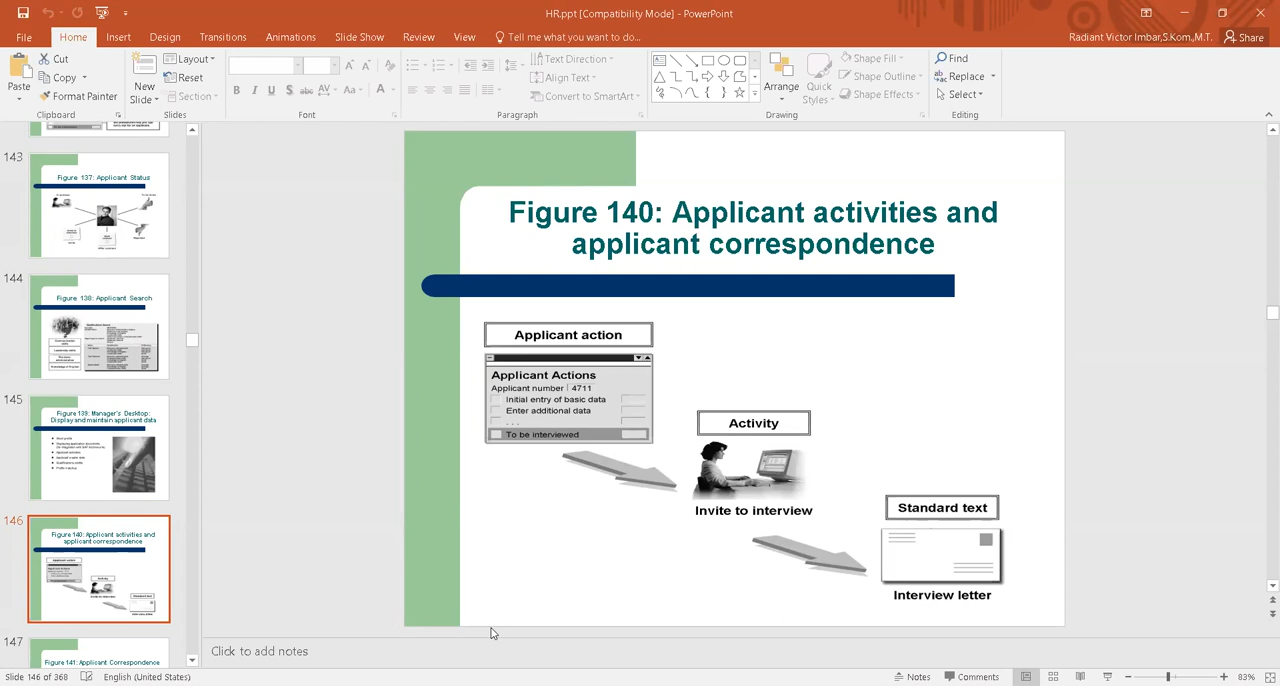 HR.ppt [Compatibility Mode] - PowerPoint
File Home Insert Design Transitions Animations Slide Show Review View Tell me what you want to do...
Radiant Victor Imbar,S.Kom.,M.T. Share
Paste
Cut
Copy
Format Painter
Clipboard
New
Slide
Layout
Reset
Section
Slides
B I U S abc AV Aa A
Font
Text Direction
Align Text
Convert to SmartArt
Paragraph
Arrange
Quick
Styles
Shape Fill
Shape Outline
Shape Effects
Drawing
Find
Replace
Select
Editing
143
Figure 137: Applicant Status
144
Figure 138: Applicant Search
145
Figure 139: Manager's Desktop:
Display and maintain applicant data
146
Figure 140: Applicant activities and
applicant correspondence
147
Figure 141: Applicant Correspondence
Figure 140: Applicant activities and
applicant correspondence
Applicant action
Applicant Actions
Applicant number 4711
Initial entry of basic data
Enter additional data
. . .
To be interviewed
Activity
Invite to interview
Standard text
Interview letter
Click to add notes
Slide 146 of 368 English (United States) Notes Comments 83%